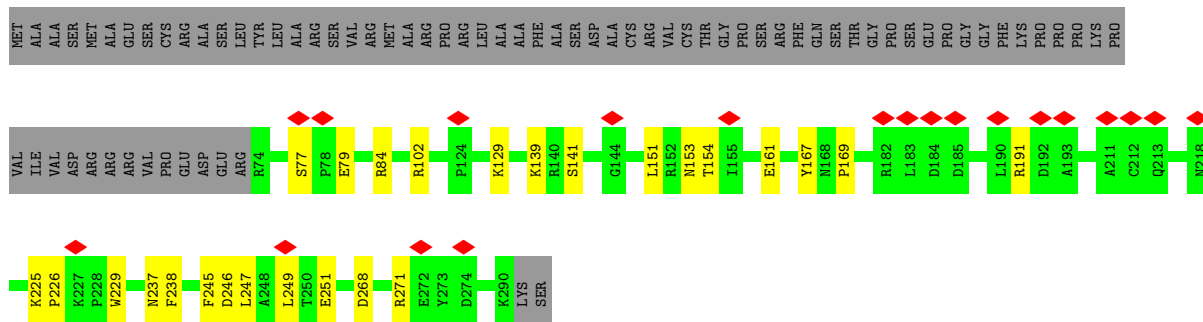 MET ALA ALA SER MET ALA GLU SER CYS ARG ALA SER LEU TYR LEU ALA ARG SER VAL ARG MET ALA ARG PRO ARG LEU ALA ALA PHE ALA SER ASP ALA CYS ARG VAL CYS THR GLY PRO SER ARG PHE GLN SER THR GLY PRO SER GLU PRO GLY GLY PHE LYS PRO PRO PRO LYS PRO
VAL ILE VAL ASP ARG ARG ARG VAL PRO GLU ASP GLU ARG R74 S77 P78 E79 R84 R102 P124 K129 K139 R140 S141 G144 L151 R152 N153 T154 I155 E161 Y167 N168 P169 R182 L183 D184 D185 L190 R191 D192 A193 A211 C212 Q213 N218
K225 P226 K227 P228 W229 N237 F238 F245 D246 L247 A248 L249 T250 E251 D268 R271 E272 Y273 D274 K290 LYS SER